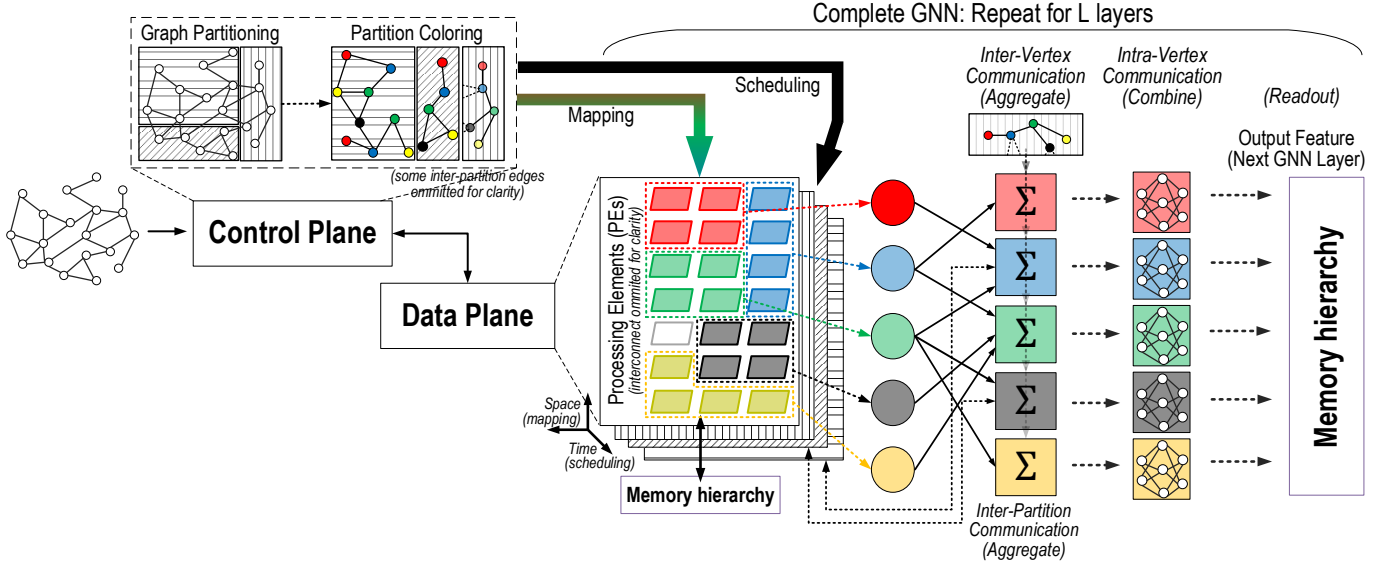 Complete GNN: Repeat for L layers
Graph Partitioning
Partition Coloring
Scheduling
Mapping
Inter-Vertex
Communication
(Aggregate)
Intra-Vertex
Communication
(Combine)
(Readout)
Output Feature
(Next GNN Layer)
(some inter-partition edges
ommitted for clarity)
Control Plane
Data Plane
Processing Elements (PEs)
(interconnect ommited for clarity)
Σ
Σ
Σ
Σ
Σ
Memory hierarchy
Space
(mapping)
Time
(scheduling)
Memory hierarchy
Inter-Partition
Communication
(Aggregate)